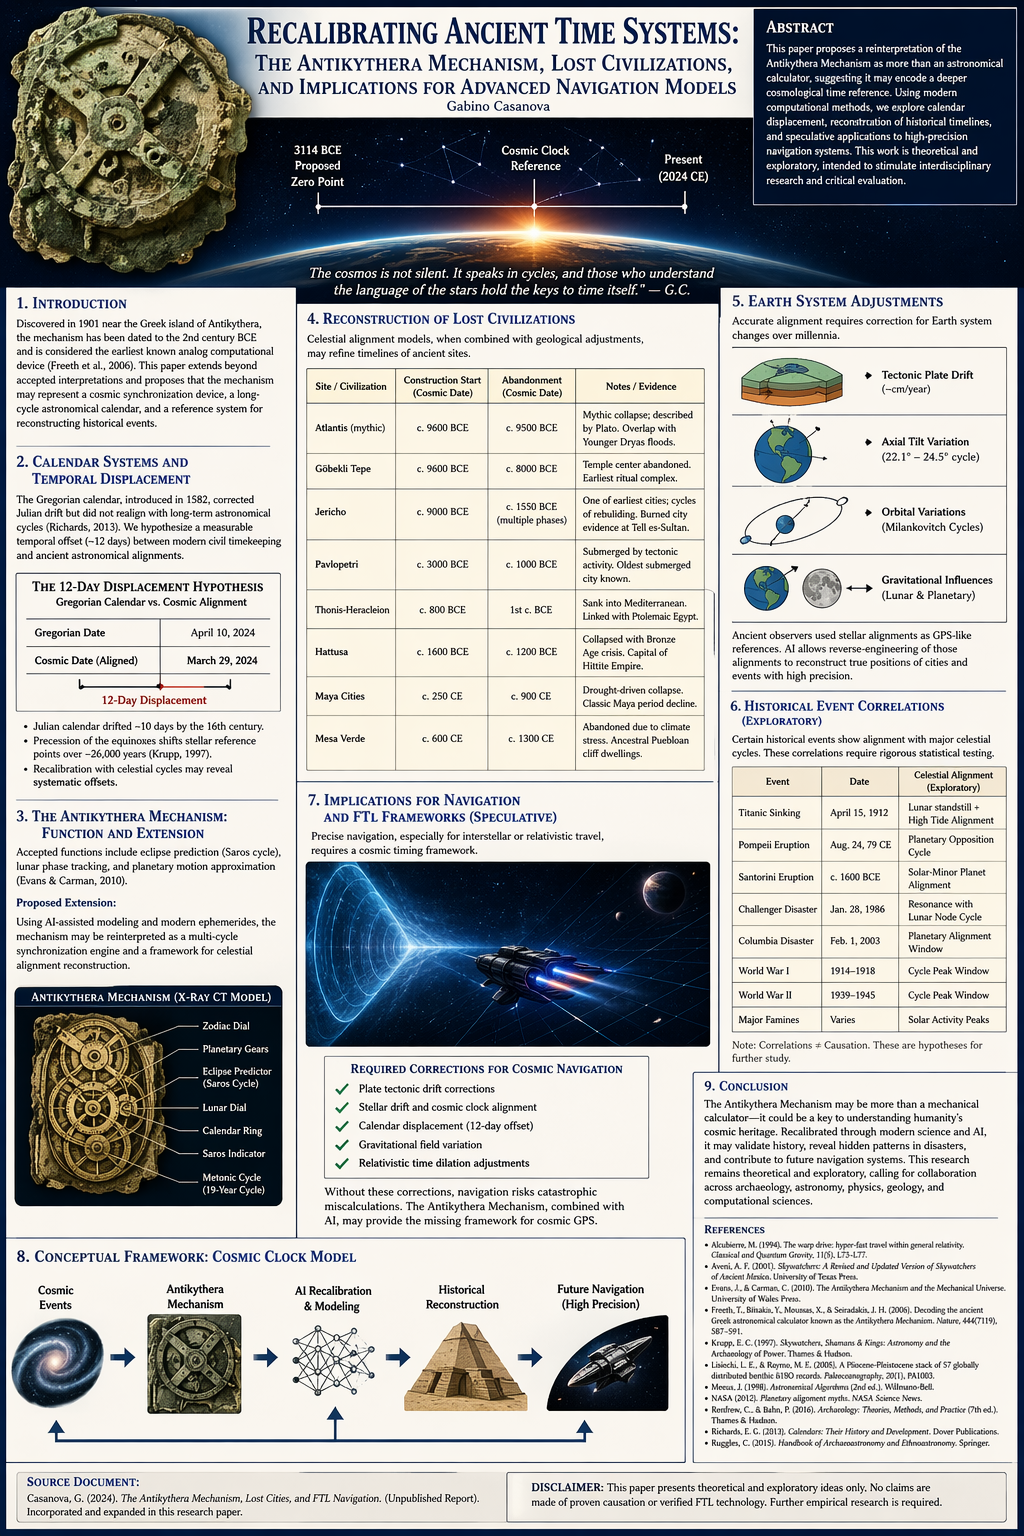 RECALIBRATING ANCIENT TIME SYSTEMS:
THE ANTIKYTHERA MECHANISM, LOST CIVILIZATIONS,
AND IMPLICATIONS FOR ADVANCED NAVIGATION MODELS
Gabino Casanova
ABSTRACT
This paper proposes a reinterpretation of the
Antikythera Mechanism as more than an astronomical
calculator, suggesting it may encode a deeper
cosmological time reference. Using modern
computational methods, we explore calendar
displacement, reconstrcation of historical timelines,
and speculative applications to high-precision
navigation systems. This work is theoretical and
exploratory, intended to stimulate interdisciplinary
research and critical evaluation.
3114 BCE
Proposed
Zero Point
Cosmic Clock
Reference
Present
(2024 CE)
The cosmos is not silent. It speaks in cycles, and those who understand
the language of the stars hold the keys to time itself." — G.C.
1. INTRODUCTION
Discovered in 1901 near the Greek island of Antikythera,
the mechanism has been dated to the 2nd century BCE
and is considered the earliest known analog computational
device (Freeth et al., 2006). This paper extends beyond
accepted interpretations and proposes that the mechanism
may represent a cosmic synchronization device, a long-
cycle astronomical calendar, and a reference system for
reconstructing historical events.
2. CALENDAR SYSTEMS AND
TEMPORAL DISPLACEMENT
The Gregorian calendar, introduced in 1582, corrected
Julian drift but did not realign with long-term astronomical
cycles (Richards, 2013). We hypothesize a measurable
temporal offset (~12 days) between modern civil timekeeping
and ancient astronomical alignments.
THE 12-DAY DISPLACEMENT HYPOTHESIS
Gregorian Calendar vs. Cosmic Alignment
Gregorian Date April 10, 2024
Cosmic Date (Aligned) March 29, 2024
12-Day Displacement
• Julian calendar drifted ~10 days by the 16th century.
• Precession of the equinoxes shifts stellar reference
points over ~26,000 years (Krupp, 1997).
• Recalibration with celestial cycles may reveal
systematic offsets.
3. THE ANTIKYTHERA MECHANISM:
FUNCTION AND EXTENSION
Accepted functions include eclipse prediction (Saros cycle),
lunar phase tracking, and planetary motion approximation
(Evans & Carman, 2010).
Proposed Extension:
Using AI-assisted modeling and modern ephemerides, the
mechanism may be reinterpreted as a multi-cycle
synchronization engine and a framework for celestial
alignment reconstruction.
ANTIKYTHERA MECHANISM (X-RAY CT MODEL)
Zodiac Dial
Planetary Gears
Eclipse Predictor
(Saros Cycle)
Lunar Dial
Calendar Ring
Saros Indicator
Metonic Cycle
(19-Year Cycle)
4. RECONSTRUCTION OF LOST CIVILIZATIONS
Celestial alignment models, when combined with geological adjustments,
may refine timelines of ancient sites.
Site / Civilization Construction Start (Cosmic Date) Abandonment (Cosmic Date) Notes / Evidence
Atlantis (mythic) c. 9600 BCE c. 9500 BCE Mythic collapse; described by Plato. Overlap with Younger Dryas floods.
Göbekli Tepe c. 9600 BCE c. 8000 BCE Temple center abandoned. Earliest ritual complex.
Jericho c. 9000 BCE c. 1550 BCE (multiple phases) One of earliest cities; cycles of rebuilding. Burned city evidence at Tell es-Sultan.
Pavlopetri c. 3000 BCE c. 1000 BCE Submerged by tectonic activity. Oldest submerged city known.
Thonis-Heracleion c. 800 BCE 1st c. BCE Sank into Mediterranean. Linked with Ptolemaic Egypt.
Hattusa c. 1600 BCE c. 1200 BCE Collapsed with Bronze Age crisis. Capital of Hittite Empire.
Maya Cities c. 250 CE c. 900 CE Drought-driven collapse. Classic Maya period decline.
Mesa Verde c. 600 CE c. 1300 CE Abandoned due to climate stress. Ancestral Puebloan cliff dwellings.
7. IMPLICATIONS FOR NAVIGATION
AND FTL FRAMEWORKS (SPECULATIVE)
Precise navigation, especially for interstellar or relativistic travel,
requires a cosmic timing framework.
REQUIRED CORRECTIONS FOR COSMIC NAVIGATION
✓ Plate tectonic drift corrections
✓ Stellar drift and cosmic clock alignment
✓ Calendar displacement (12-day offset)
✓ Gravitational field variation
✓ Relativistic time dilation adjustments
Without these corrections, navigation risks catastrophic
miscalculations. The Antikythera Mechanism, combined with
AI, may provide the missing framework for cosmic GPS.
5. EARTH SYSTEM ADJUSTMENTS
Accurate alignment requires correction for Earth system
changes over millennia.
Tectonic Plate Drift
(~cm/year)
Axial Tilt Variation
(22.1° – 24.5° cycle)
Orbital Variations
(Milankovitch Cycles)
Gravitational Influences
(Lunar & Planetary)
Ancient observers used stellar alignments as GPS-like
references. AI allows reverse-engineering of those
alignments to reconstruct true positions of cities and
events with high precision.
6. HISTORICAL EVENT CORRELATIONS
(EXPLORATORY)
Certain historical events show alignment with major celestial
cycles. These correlations require rigorous statistical testing.
Event Date Celestial Alignment (Exploratory)
Titanic Sinking April 15, 1912 Lunar standstill + High Tide Alignment
Pompeii Eruption Aug. 24, 79 CE Planetary Opposition Cycle
Santorini Eruption c. 1600 BCE Solar-Minor Planet Alignment
Challenger Disaster Jan. 28, 1986 Resonance with Lunar Node Cycle
Columbia Disaster Feb. 1, 2003 Planetary Alignment Window
World War I 1914–1918 Cycle Peak Window
World War II 1939–1945 Cycle Peak Window
Major Famines Varies Solar Activity Peaks
Note: Correlations ≠ Causation. These are hypotheses for
further study.
9. CONCLUSION
The Antikythera Mechanism may be more than a mechanical
calculator—it could be a key to understanding humanity's
cosmic heritage. Recalibrated through modern science and AI,
it may validate history, reveal hidden patterns in disasters,
and contribute to future navigation systems. This research
remains theoretical and exploratory, calling for collaboration
across archaeology, astronomy, physics, geology, and
computational sciences.
REFERENCES
• Alcubierre, M. (1994). The warp drive: hyper-fast travel within general relativity.
Classical and Quantum Gravity, 11(5), L73–L77.
• Aveni, A. F. (2001). Skywatchers: A Revised and Updated Version of Skywatchers
of Ancient Mexico. University of Texas Press.
• Evans, J., & Carman, C. (2010). The Antikythera Mechanism and the Mechanical Universe.
University of Wales Press.
• Freeth, T., Bitsakis, Y., Moussas, X., & Seiradakis, J. H. (2006). Decoding the ancient
Greek astronomical calculator known as the Antikythera Mechanism. Nature, 444(7119),
587–591.
• Krupp, E. C. (1997). Skywatchers, Shamans & Kings: Astronomy and the
Archaeology of Power. Thames & Hudson.
• Lisiecki, L. E., & Raymo, M. E. (2005). A Pliocene-Pleistocene stack of 57 globally
distributed benthic δ18O records. Paleoceanography, 20(1), PA1003.
• Meeus, J. (1998). Astronomical Algorithms (2nd ed.). Willmann-Bell.
• NASA (2012). Planetary alignment myths. NASA Science News.
• Renfrew, C., & Bahn, P. (2016). Archaeology: Theories, Methods, and Practice (7th ed.).
Thames & Hudson.
• Richards, E. G. (2013). Calendars: Their History and Development. Dover Publications.
• Ruggles, C. (2015). Handbook of Archaeoastronomy and Ethnoastronomy. Springer.
8. CONCEPTUAL FRAMEWORK: COSMIC CLOCK MODEL
Cosmic
Events
Antikythera
Mechanism
AI Recalibration
& Modeling
Historical
Reconstruction
Future Navigation
(High Precision)
SOURCE DOCUMENT:
Casanova, G. (2024). The Antikythera Mechanism, Lost Cities, and FTL Navigation. (Unpublished Report).
Incorporated and expanded in this research paper.
DISCLAIMER: This paper presents theoretical and exploratory ideas only. No claims are
made of proven causation or verified FTL technology. Further empirical research is required.